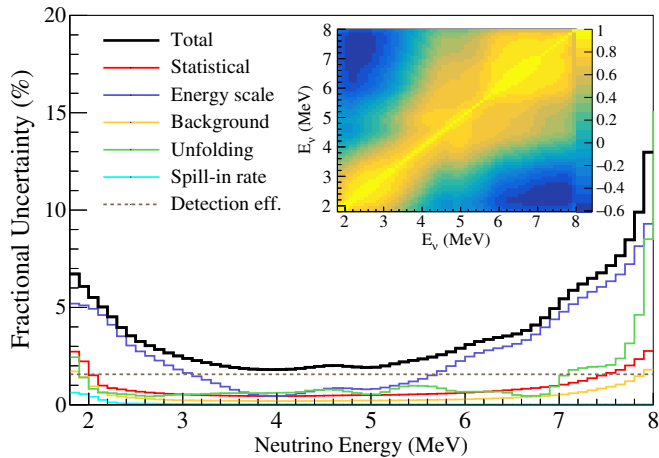 Fractional Uncertainty (%)
20
15
10
5
0
Total
Statistical
Energy scale
Background
Unfolding
Spill-in rate
Detection eff.
E_ν (MeV)
8
7
6
5
4
3
2
2 3 4 5 6 7 8
E_ν (MeV)
1
0.8
0.6
0.4
0.2
0
−0.2
−0.4
−0.6
2 3 4 5 6 7 8
Neutrino Energy (MeV)